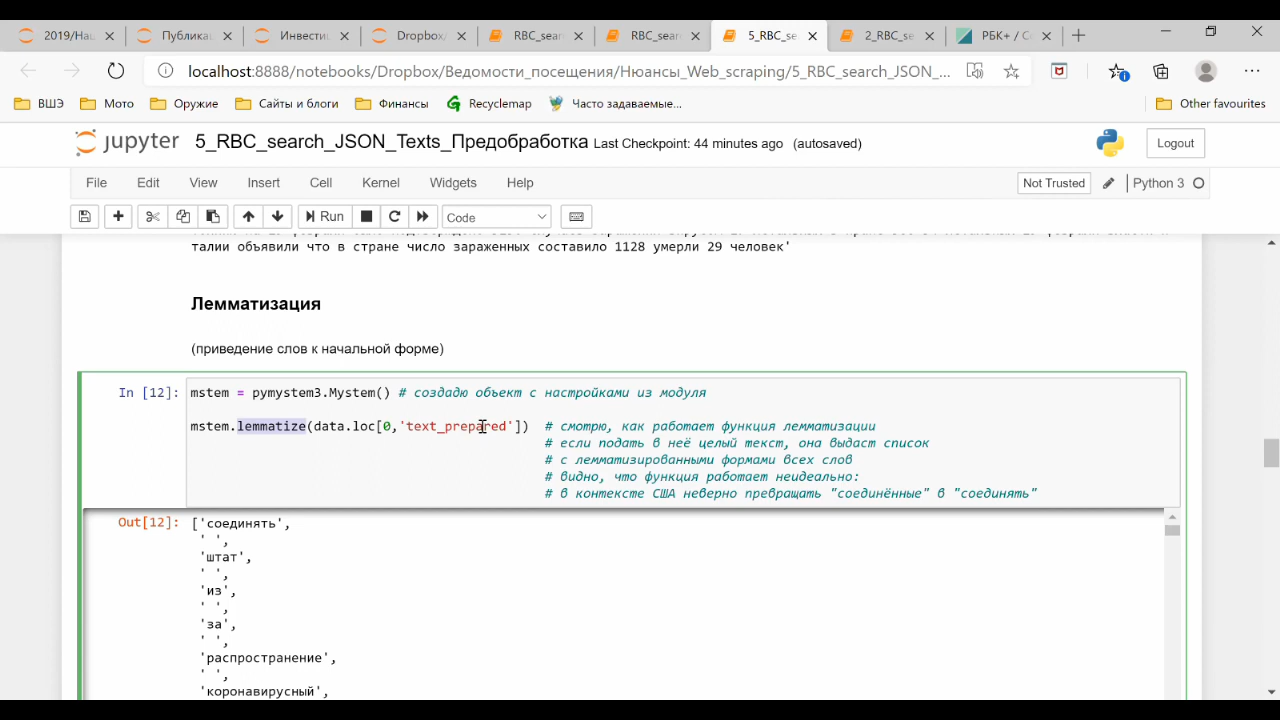 2019/Нац
Публикац
Инвестиц
Dropbox/
RBC_sear
RBC_sear
5_RBC_se
2_RBC_se
РБК+ / С
localhost:8888/notebooks/Dropbox/Ведомости_посещения/Нюансы_Web_scraping/5_RBC_search_JSON_...
ВШЭ Мото Оружие Сайты и блоги Финансы Recyclemap Часто задаваемые... Other favourites
jupyter 5_RBC_search_JSON_Texts_Предобработка Last Checkpoint: 44 minutes ago (autosaved) Logout
File Edit View Insert Cell Kernel Widgets Help Not Trusted Python 3
Run Code
талии объявили что в стране число зараженных составило 1128 умерли 29 человек'
Лемматизация
(приведение слов к начальной форме)
In [12]: mstem = pymystem3.Mystem() # создадю объект с настройками из модуля
mstem.lemmatize(data.loc[0,'text_prepared']) # смотрю, как работает функция лемматизации
# если подать в неё целый текст, она выдаст список
# с лемматизированными формами всех слов
# видно, что функция работает неидеально:
# в контексте США неверно превращать "соединённые" в "соединять"
Out[12]: ['соединять',
' ',
'штат',
' ',
'из',
' ',
'за',
' ',
'распространение',
' ',
'коронавирусный',